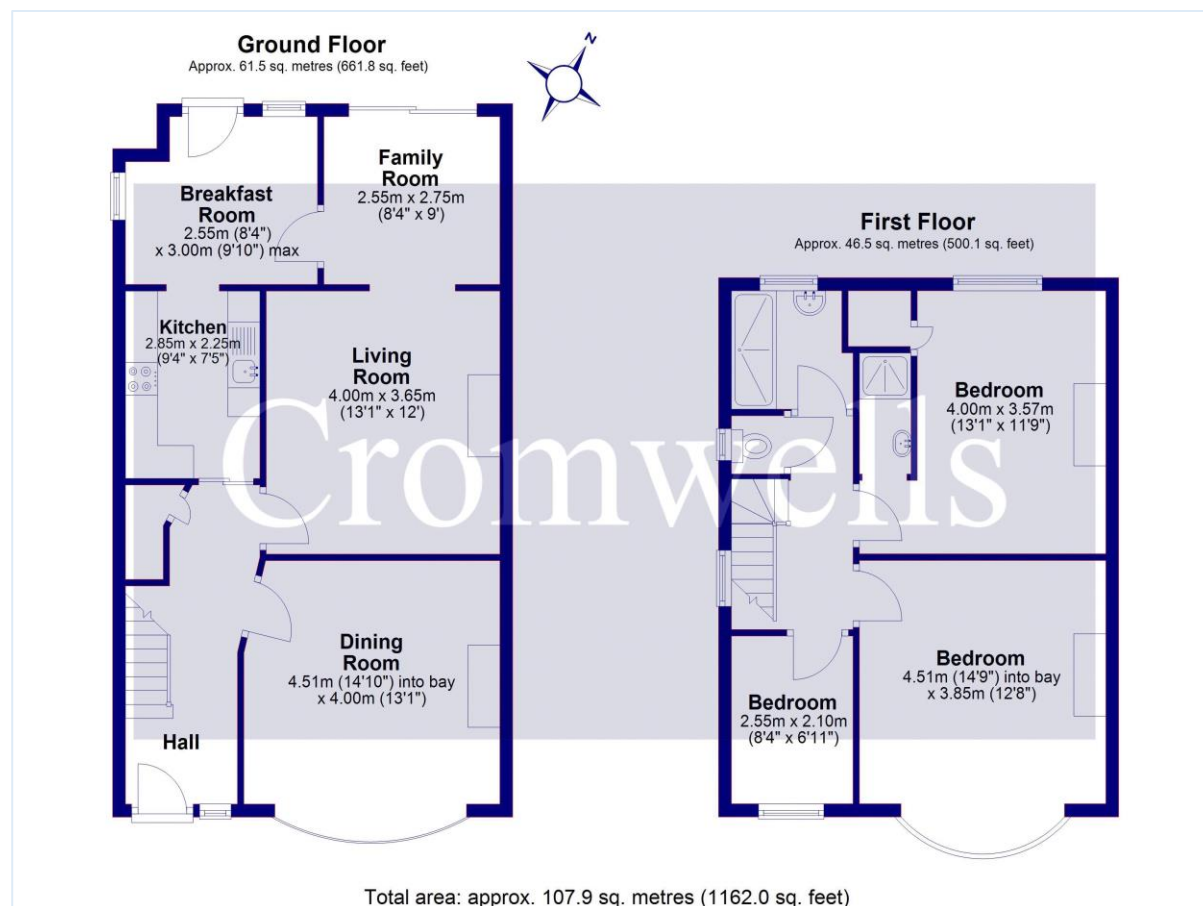 Ground Floor
Approx. 61.5 sq. metres (661.8 sq. feet)
N
Family
Room
2.55m x 2.75m
(8'4" x 9')
Breakfast
Room
2.55m (8'4")
x 3.00m (9'10") max
Kitchen
2.85m x 2.25m
(9'4" x 7'5")
Living
Room
4.00m x 3.65m
(13'1" x 12')
Dining
Room
4.51m (14'10") into bay
x 4.00m (13'1")
Hall
First Floor
Approx. 46.5 sq. metres (500.1 sq. feet)
Bedroom
4.00m x 3.57m
(13'1" x 11'9")
Bedroom
4.51m (14'9") into bay
x 3.85m (12'8")
Bedroom
2.55m x 2.10m
(8'4" x 6'11")
Cromwells
Total area: approx. 107.9 sq. metres (1162.0 sq. feet)